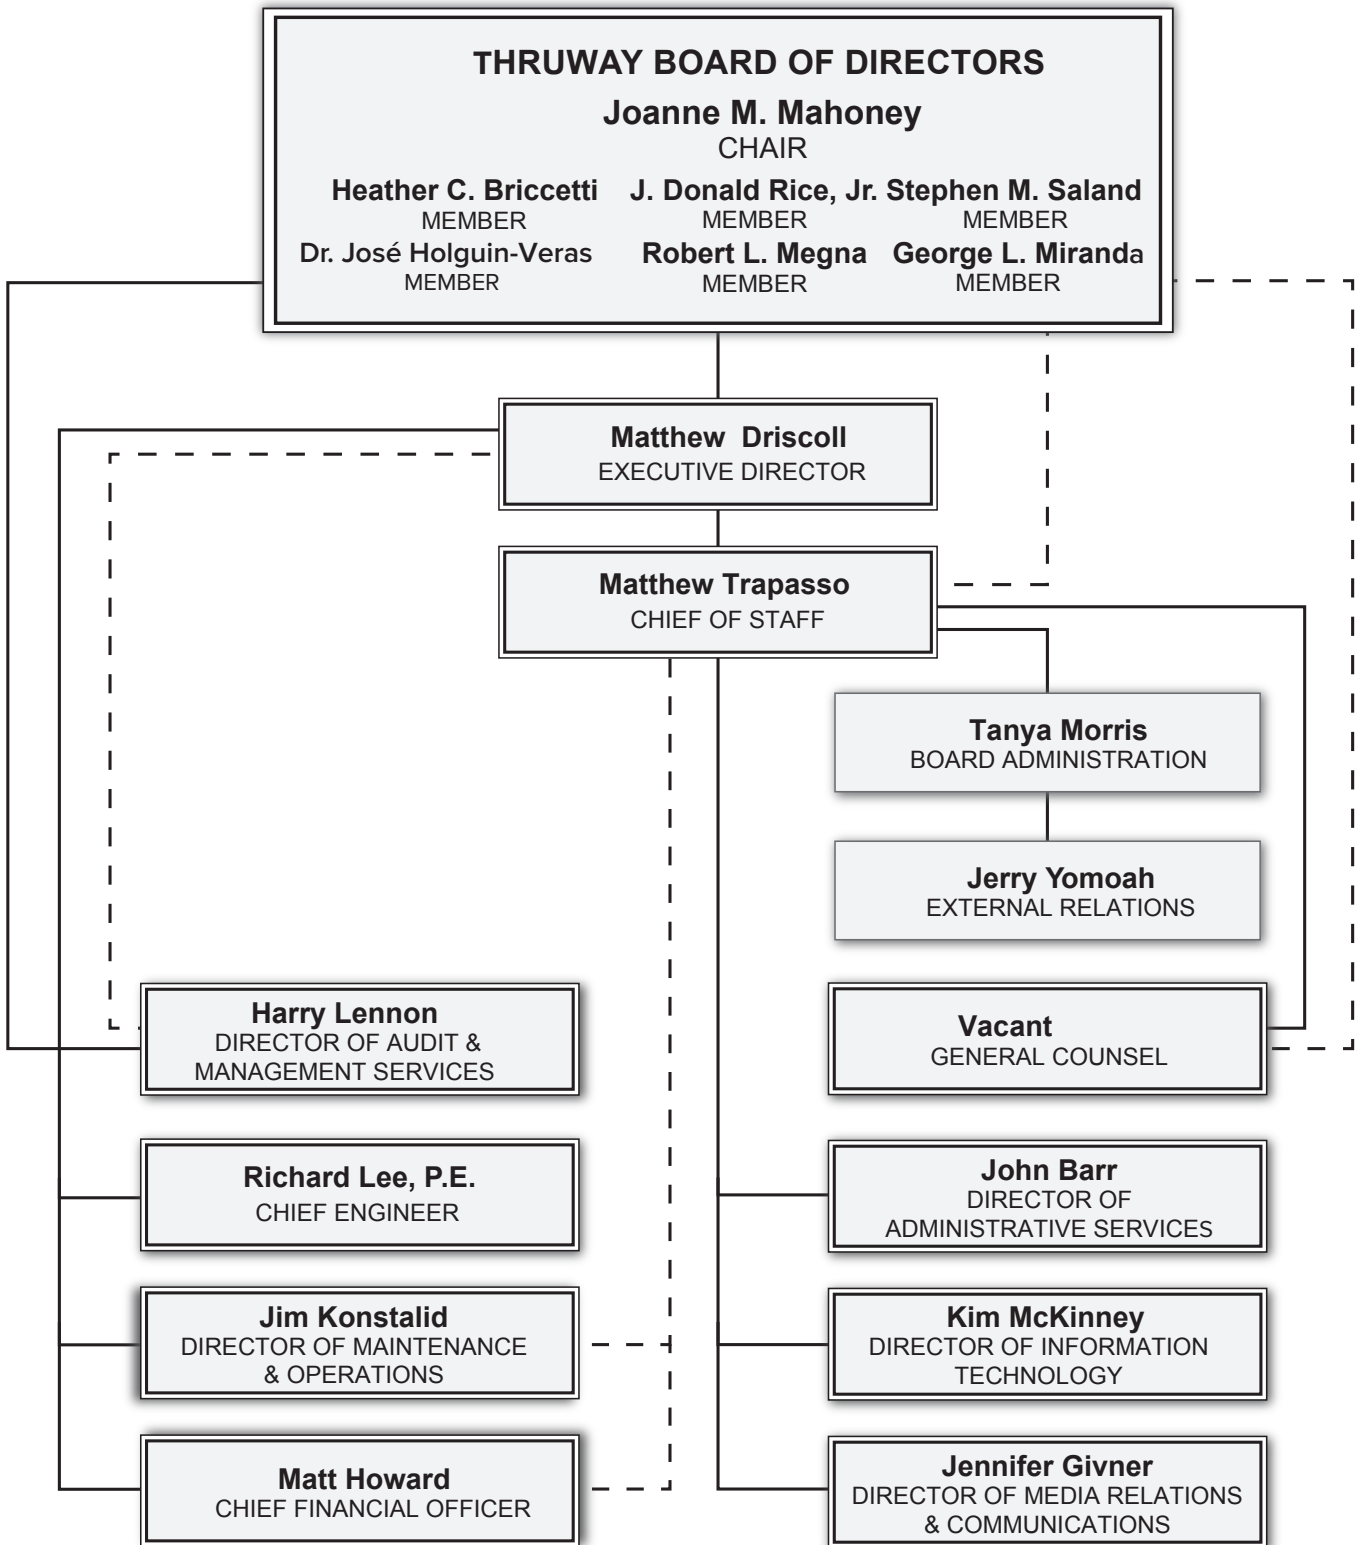 THRUWAY BOARD OF DIRECTORS
Joanne M. Mahoney
CHAIR
Heather C. Briccetti J. Donald Rice, Jr. Stephen M. Saland
MEMBER MEMBER MEMBER
Dr. José Holguin-Veras Robert L. Megna George L. Miranda
MEMBER MEMBER MEMBER
Matthew Driscoll
EXECUTIVE DIRECTOR
Matthew Trapasso
CHIEF OF STAFF
Tanya Morris
BOARD ADMINISTRATION
Jerry Yomoah
EXTERNAL RELATIONS
Harry Lennon
DIRECTOR OF AUDIT &
MANAGEMENT SERVICES
Vacant
GENERAL COUNSEL
Richard Lee, P.E.
CHIEF ENGINEER
John Barr
DIRECTOR OF
ADMINISTRATIVE SERVICES
Jim Konstalid
DIRECTOR OF MAINTENANCE
& OPERATIONS
Kim McKinney
DIRECTOR OF INFORMATION
TECHNOLOGY
Matt Howard
CHIEF FINANCIAL OFFICER
Jennifer Givner
DIRECTOR OF MEDIA RELATIONS
& COMMUNICATIONS